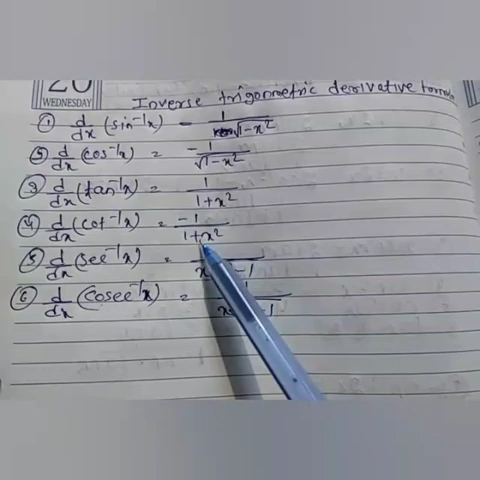 20
WEDNESDAY
Inverse trigonometric derivative formula
① d/dx (sin⁻¹x) = 1/√1-x²
② d/dx (cos⁻¹x) = -1/√1-x²
③ d/dx (tan⁻¹x) = 1/1+x²
④ d/dx (cot⁻¹x) = -1/1+x²
⑤ d/dx (sec⁻¹x) =
⑥ d/dx (cosec⁻¹x) =